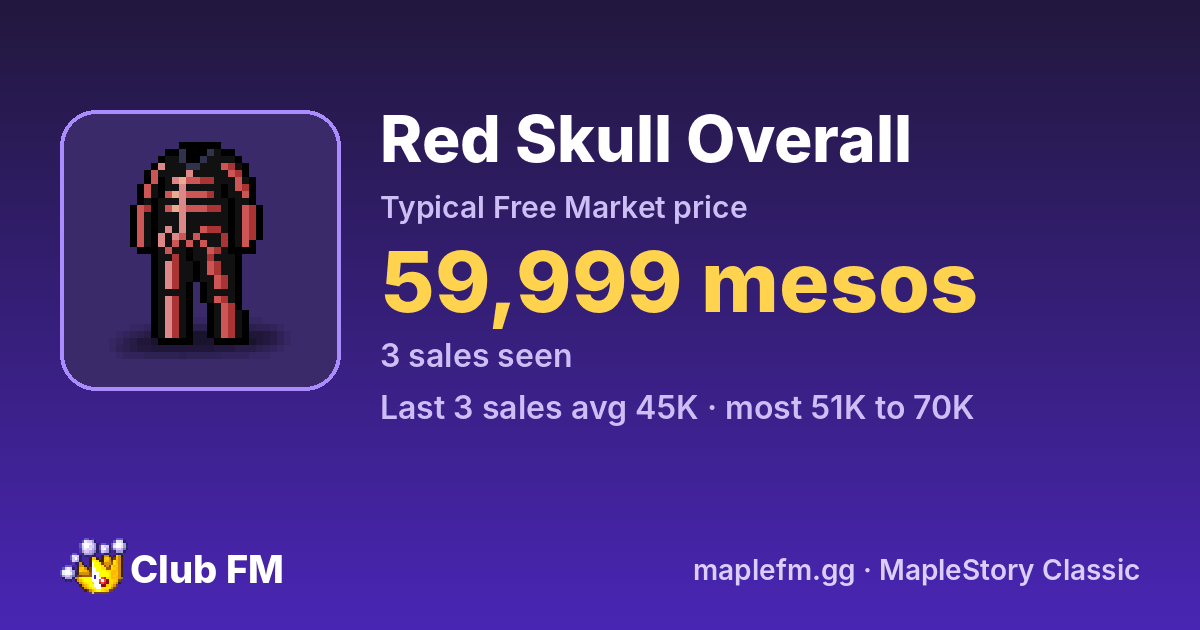 Red Skull Overall
Typical Free Market price
59,999 mesos
3 sales seen
Last 3 sales avg 45K · most 51K to 70K
Club FM
maplefm.gg · MapleStory Classic